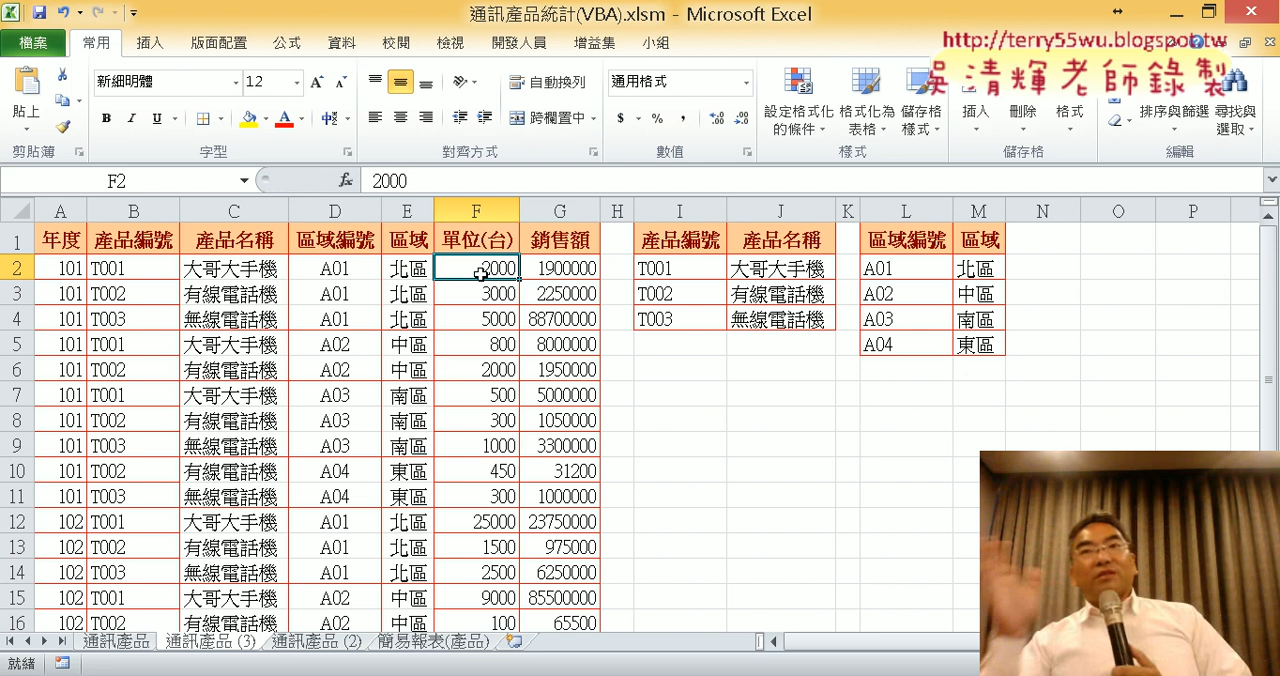 通訊產品統計(VBA).xlsm - Microsoft Excel
檔案 常用 插入 版面配置 公式 資料 校閱 檢視 開發人員 增益集 小組
http://terry55wu.blogspot.tw
吳清輝老師錄製
貼上 新細明體 12 自動換列 通用格式 設定格式化的條件 格式化為表格 儲存格樣式 插入 刪除 格式 排序與篩選 尋找與選取
B I U 跨欄置中 $ % ,
剪貼簿 字型 對齊方式 數值 樣式 儲存格 編輯
F2 fx 2000
A B C D E F G H I J K L M N O P
1 年度 產品編號 產品名稱 區域編號 區域 單位(台) 銷售額 產品編號 產品名稱 區域編號 區域
2 101 T001 大哥大手機 A01 北區 2000 1900000 T001 大哥大手機 A01 北區
3 101 T002 有線電話機 A01 北區 3000 2250000 T002 有線電話機 A02 中區
4 101 T003 無線電話機 A01 北區 5000 88700000 T003 無線電話機 A03 南區
5 101 T001 大哥大手機 A02 中區 800 8000000 A04 東區
6 101 T002 有線電話機 A02 中區 2000 1950000
7 101 T001 大哥大手機 A03 南區 500 5000000
8 101 T002 有線電話機 A03 南區 300 1050000
9 101 T003 無線電話機 A03 南區 1000 3300000
10 101 T002 有線電話機 A04 東區 450 31200
11 101 T003 無線電話機 A04 東區 300 1000000
12 102 T001 大哥大手機 A01 北區 25000 23750000
13 102 T002 有線電話機 A01 北區 1500 975000
14 102 T003 無線電話機 A01 北區 2500 6250000
15 102 T001 大哥大手機 A02 中區 9000 85500000
16 102 T002 有線電話機 A02 中區 100 65500
通訊產品 通訊產品 (3) 通訊產品 (2) 簡易報表(產品)
就緒